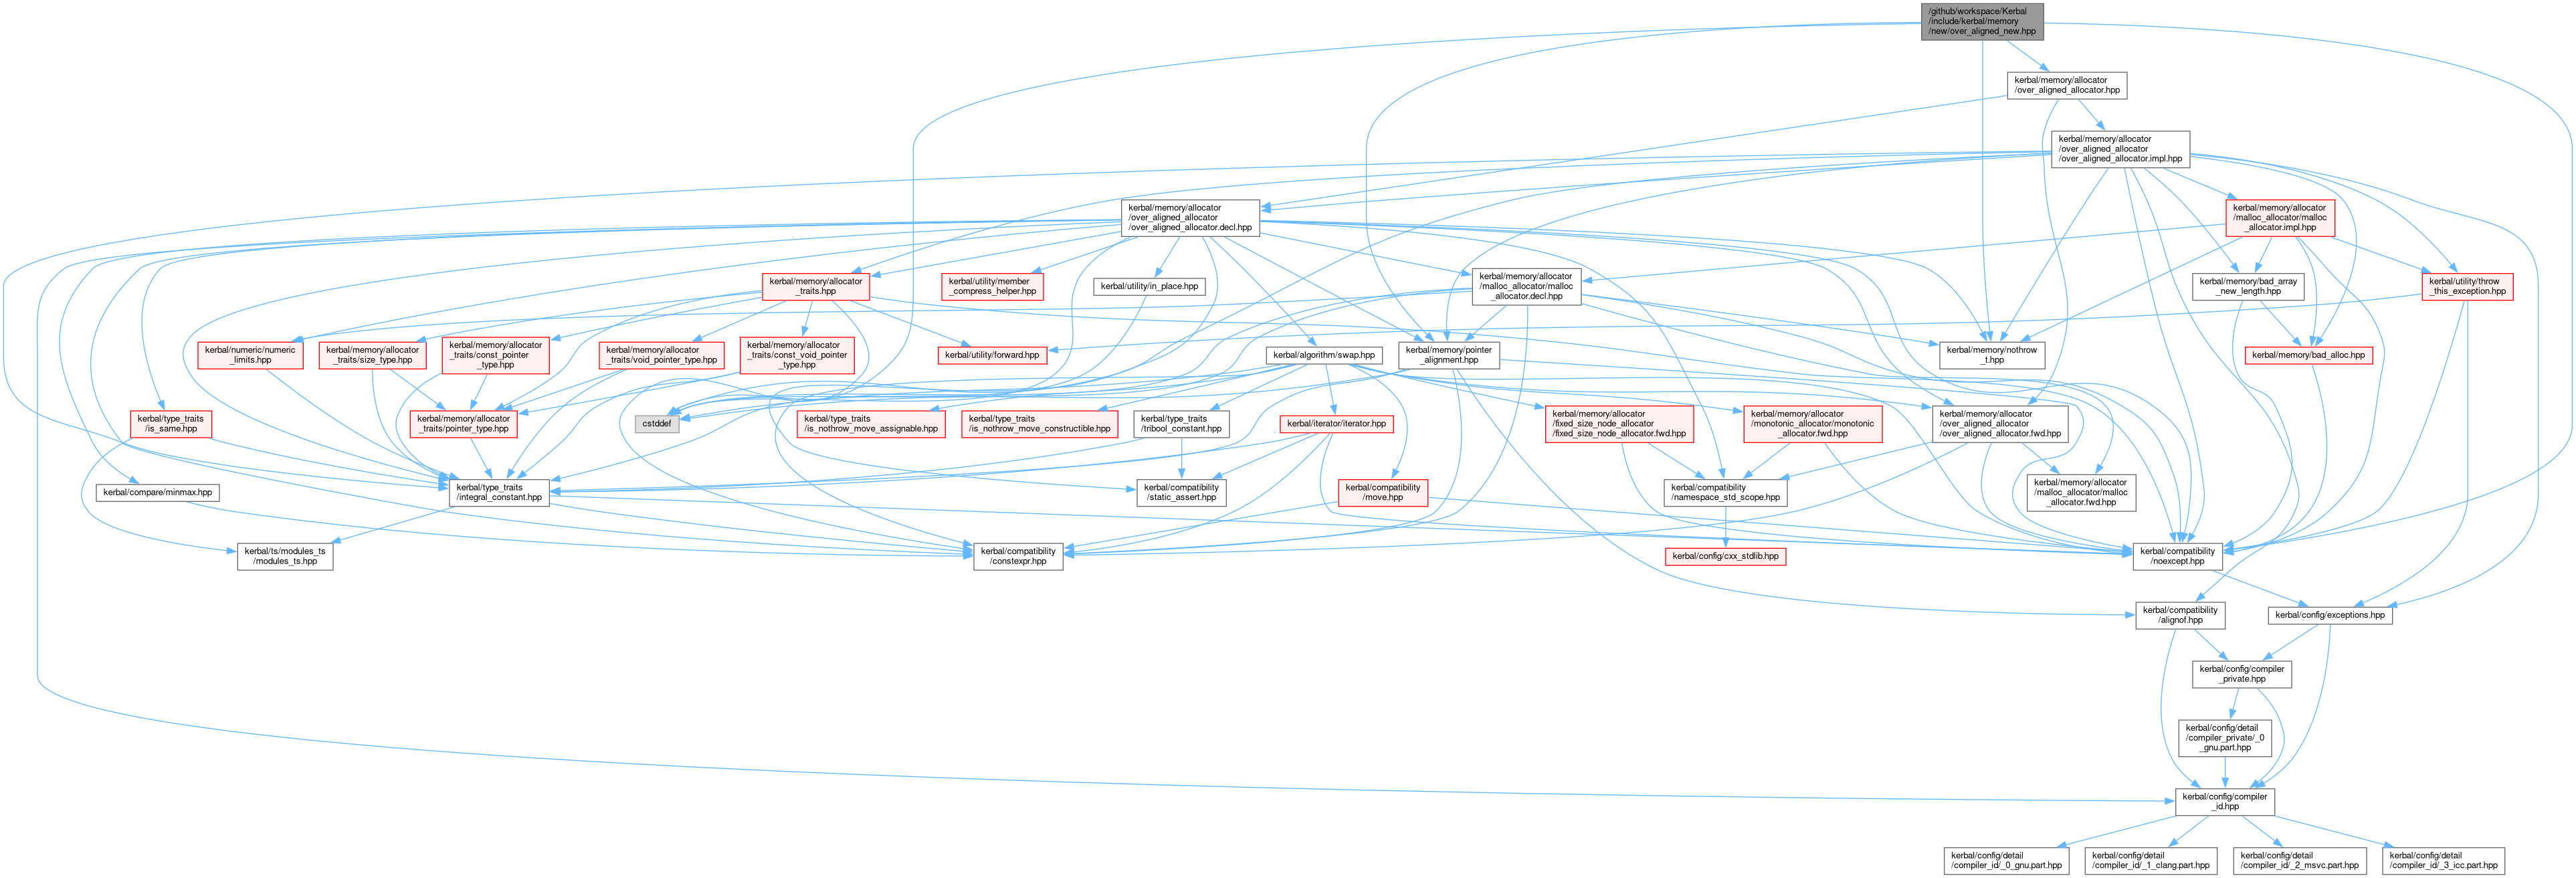 /github/workspace/Kerbal
/include/kerbal/memory
/new/over_aligned_new.hpp
kerbal/memory/allocator
/over_aligned_allocator.hpp
kerbal/memory/allocator
/over_aligned_allocator
/over_aligned_allocator.impl.hpp
kerbal/memory/allocator
/over_aligned_allocator
/over_aligned_allocator.decl.hpp
kerbal/memory/allocator
/malloc_allocator/malloc
_allocator.impl.hpp
kerbal/memory/allocator
_traits.hpp
kerbal/utility/member
_compress_helper.hpp
kerbal/utility/in_place.hpp
kerbal/memory/allocator
/malloc_allocator/malloc
_allocator.decl.hpp
kerbal/memory/bad_array
_new_length.hpp
kerbal/utility/throw
_this_exception.hpp
kerbal/numeric/numeric
_limits.hpp
kerbal/memory/allocator
_traits/size_type.hpp
kerbal/memory/allocator
_traits/const_pointer
_type.hpp
kerbal/memory/allocator
_traits/void_pointer_type.hpp
kerbal/memory/allocator
_traits/const_void_pointer
_type.hpp
kerbal/utility/forward.hpp
kerbal/algorithm/swap.hpp
kerbal/memory/pointer
_alignment.hpp
kerbal/memory/nothrow
_t.hpp
kerbal/memory/bad_alloc.hpp
kerbal/type_traits
/is_same.hpp
kerbal/memory/allocator
_traits/pointer_type.hpp
cstddef
kerbal/type_traits
/is_nothrow_move_assignable.hpp
kerbal/type_traits
/is_nothrow_move_constructible.hpp
kerbal/type_traits
/tribool_constant.hpp
kerbal/iterator/iterator.hpp
kerbal/memory/allocator
/fixed_size_node_allocator
/fixed_size_node_allocator.fwd.hpp
kerbal/memory/allocator
/monotonic_allocator/monotonic
_allocator.fwd.hpp
kerbal/memory/allocator
/over_aligned_allocator
/over_aligned_allocator.fwd.hpp
kerbal/compare/minmax.hpp
kerbal/type_traits
/integral_constant.hpp
kerbal/compatibility
/static_assert.hpp
kerbal/compatibility
/move.hpp
kerbal/compatibility
/namespace_std_scope.hpp
kerbal/memory/allocator
/malloc_allocator/malloc
_allocator.fwd.hpp
kerbal/ts/modules_ts
/modules_ts.hpp
kerbal/compatibility
/constexpr.hpp
kerbal/config/cxx_stdlib.hpp
kerbal/compatibility
/noexcept.hpp
kerbal/compatibility
/alignof.hpp
kerbal/config/exceptions.hpp
kerbal/config/compiler
_private.hpp
kerbal/config/detail
/compiler_private/_0
_gnu.part.hpp
kerbal/config/compiler
_id.hpp
kerbal/config/detail
/compiler_id/_0_gnu.part.hpp
kerbal/config/detail
/compiler_id/_1_clang.part.hpp
kerbal/config/detail
/compiler_id/_2_msvc.part.hpp
kerbal/config/detail
/compiler_id/_3_icc.part.hpp